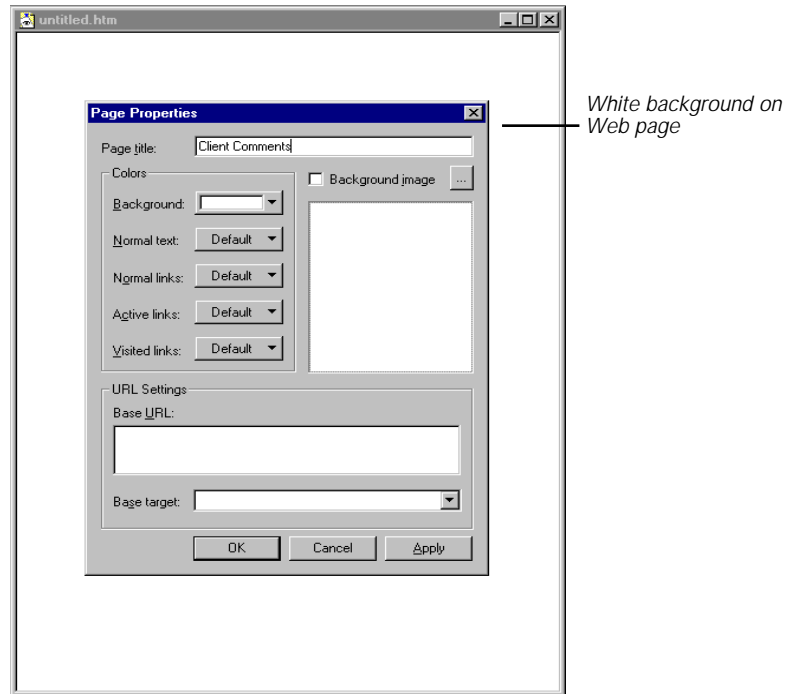 untitled.htm
White background on
Web page
Page Properties
Page title: Client Comments
Colors
Background image ...
Background:
Normal text: Default
Normal links: Default
Active links: Default
Visited links: Default
URL Settings
Base URL:
Base target:
OK Cancel Apply